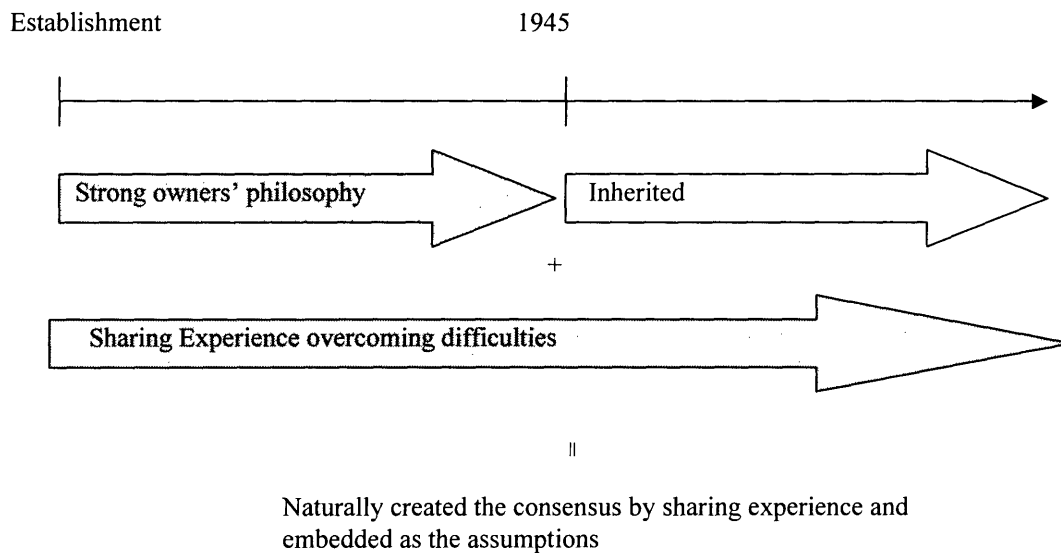 Establishment 1945
Strong owners' philosophy Inherited
+
Sharing Experience overcoming difficulties
=
Naturally created the consensus by sharing experience and
embedded as the assumptions